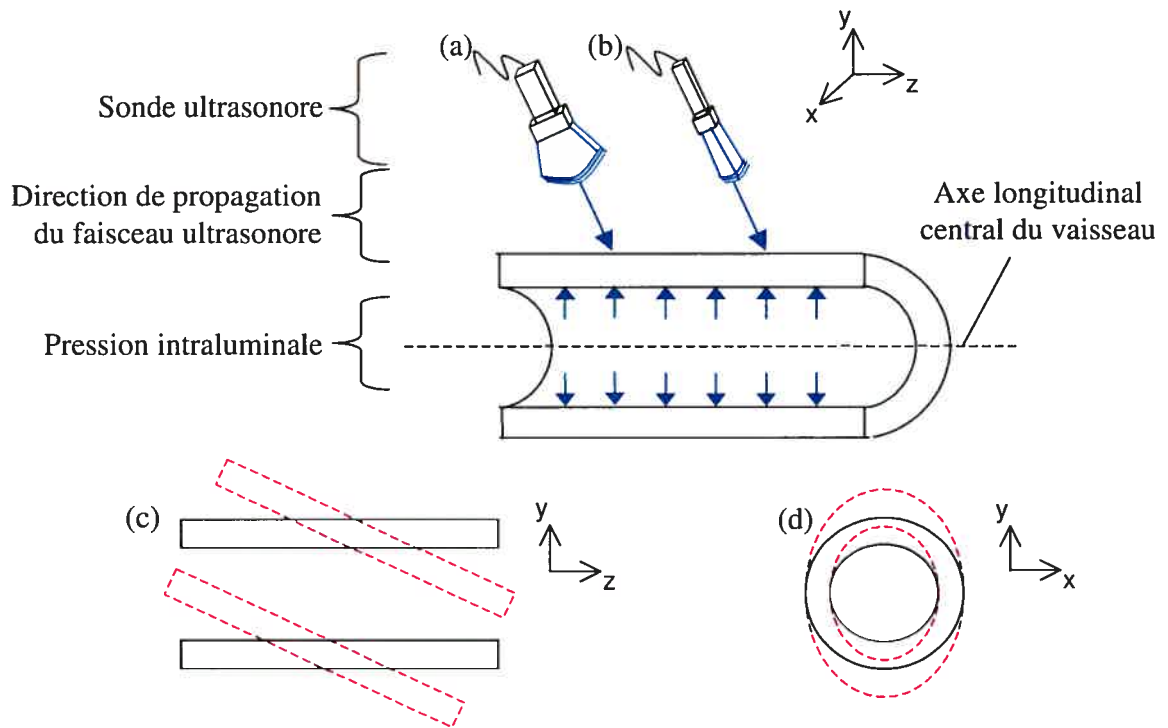 (a)
(b)
y
z
x
Sonde ultrasonore
Direction de propagation
du faisceau ultrasonore
Axe longitudinal
central du vaisseau
Pression intraluminale
(c)
y
z
(d)
y
x